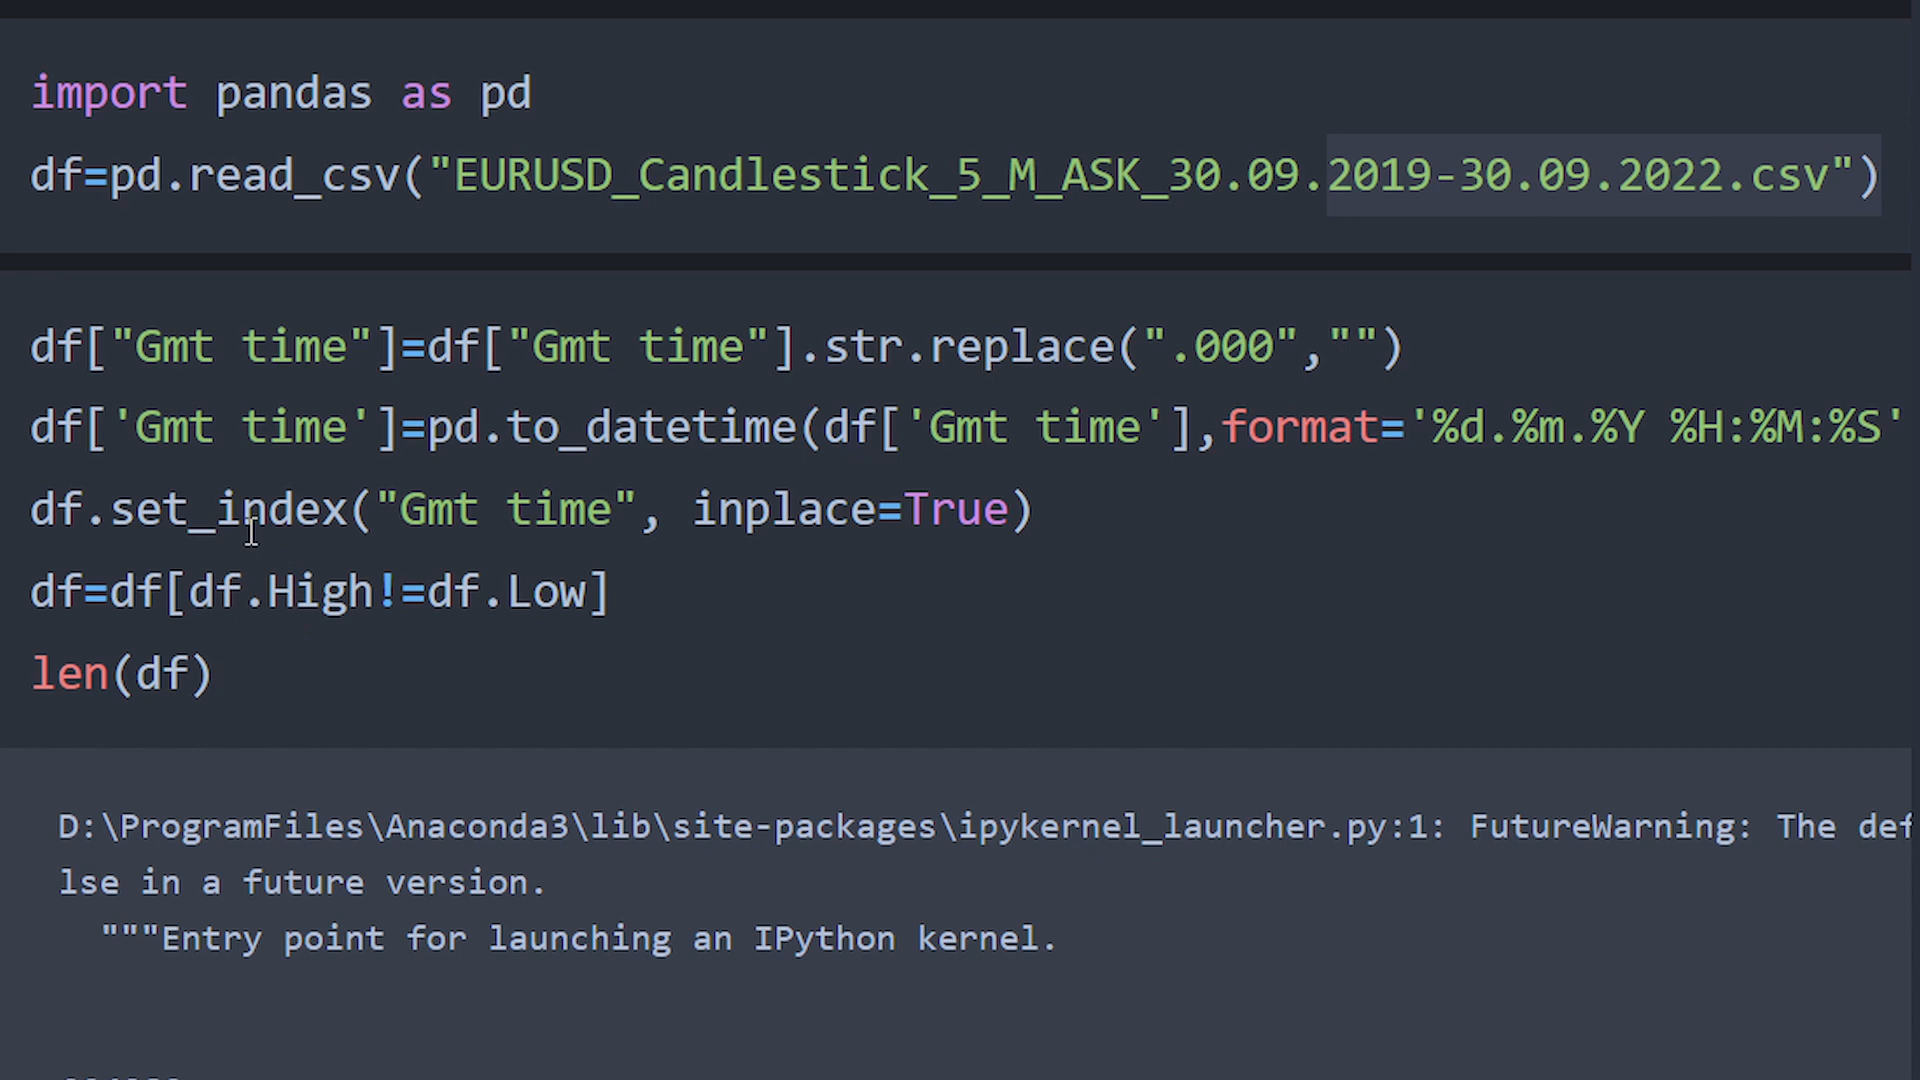 import pandas as pd
df=pd.read_csv("EURUSD_Candlestick_5_M_ASK_30.09.2019-30.09.2022.csv")
df["Gmt time"]=df["Gmt time"].str.replace(".000","")
df['Gmt time']=pd.to_datetime(df['Gmt time'],format='%d.%m.%Y %H:%M:%S'
df.set_index("Gmt time", inplace=True)
df=df[df.High!=df.Low]
len(df)
D:\ProgramFiles\Anaconda3\lib\site-packages\ipykernel_launcher.py:1: FutureWarning: The def
lse in a future version.
"""Entry point for launching an IPython kernel.